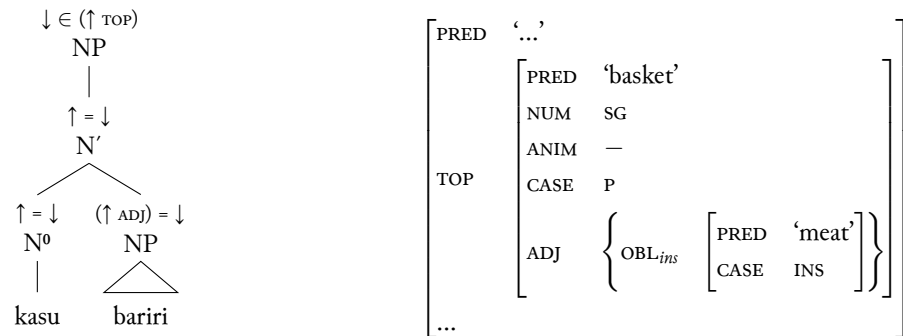 ↓ ∈ (↑ TOP)
NP
↑ = ↓
N′
↑ = ↓ (↑ ADJ) = ↓
N⁰ NP
kasu bariri
PRED ‘...’
TOP
PRED ‘basket’
NUM SG
ANIM —
CASE P
ADJ { OBLins
PRED ‘meat’
CASE INS
}
...